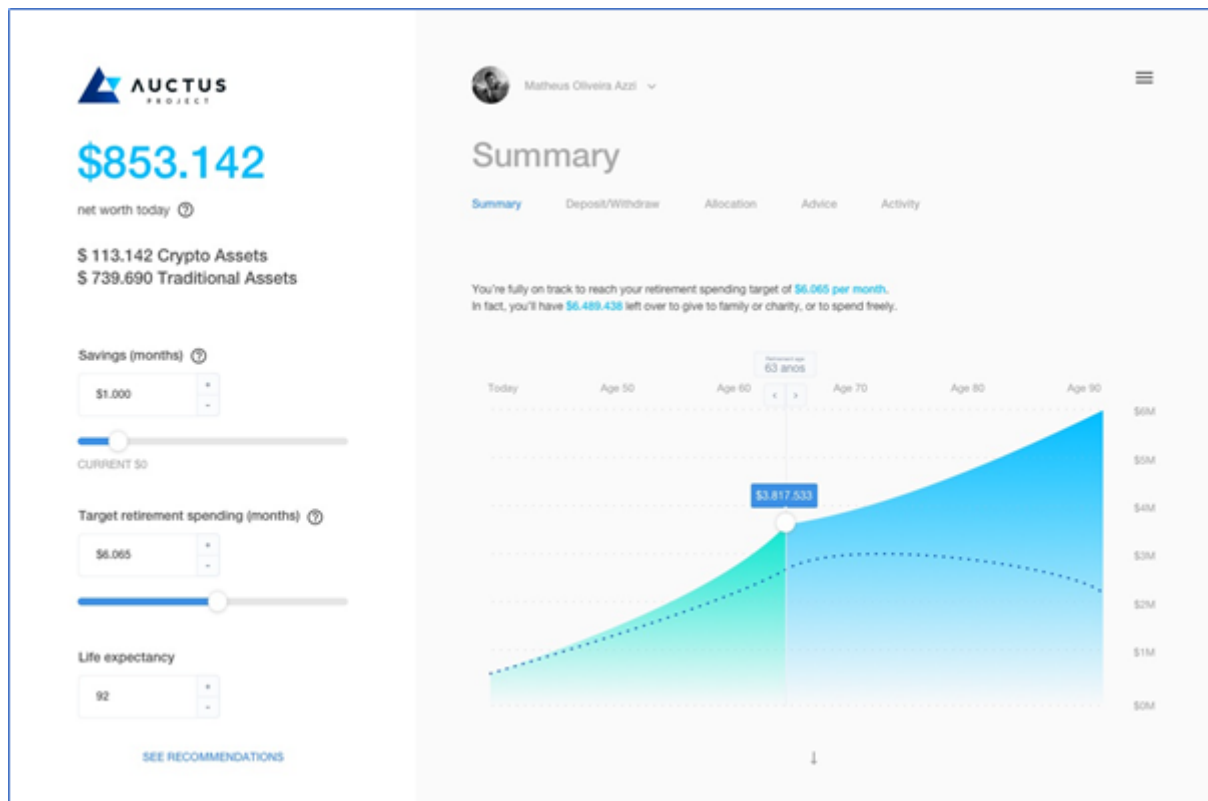 AUCTUS
PROJECT
$853.142
net worth today ?
$ 113.142 Crypto Assets
$ 739.690 Traditional Assets
Savings (months) ?
$1.000
+
-
CURRENT $0
Target retirement spending (months) ?
$6.065
+
-
Life expectancy
92
+
-
SEE RECOMMENDATIONS
Matheus Oliveira Azzi
Summary
Summary Deposit/Withdraw Allocation Advice Activity
You're fully on track to reach your retirement spending target of $6.065 per month.
In fact, you'll have $6.489.438 left over to give to family or charity, or to spend freely.
Retirement age
63 anos
Today Age 50 Age 60 < > Age 70 Age 80 Age 90
$6M
$5M
$3.817.533
$4M
$3M
$2M
$1M
$0M